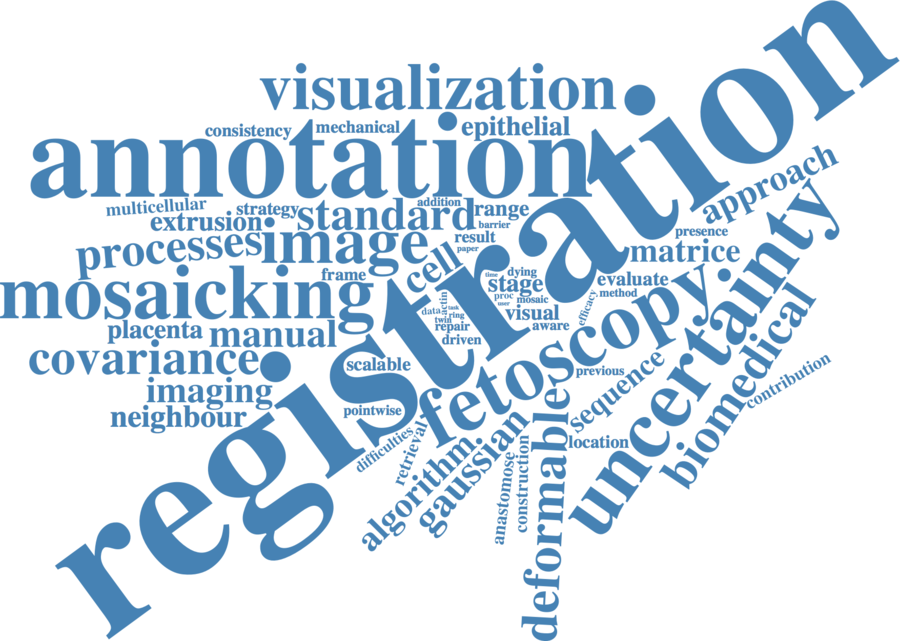 registration
visualization
consistency
mechanical
epithelial
annotation
multicellular
strategy
addition
extrusion
standard
range
barrier
approach
presence
processes
image
result
paper
matrice
cell
frame
time
dying
stage
evaluate
mosaicking
actin
proc
mosaic
user
efficacy
method
data
task
ring
twin
visual
placenta
manual
repair
aware
driven
covariance
scalable
fetoscopy
uncertainty
previous
imaging
sequence
biomedical
contribution
neighbour
pointwise
difficulties
retrieval
algorithm
gaussian
location
anastomose
construction
deformable